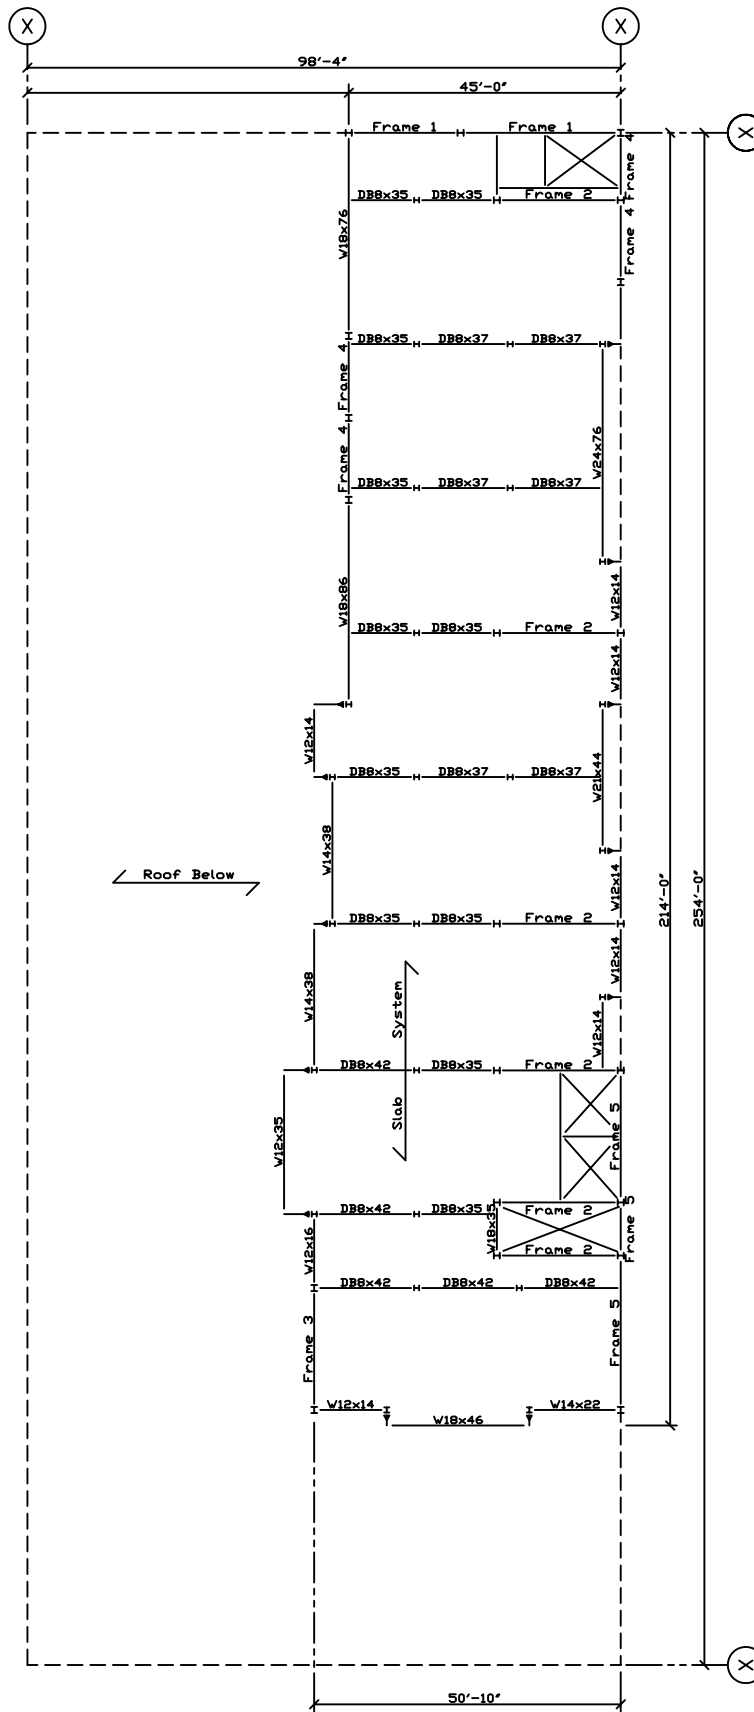 X
X
98'-4"
45'-0"
Frame 1
Frame 1
X
Frame 4
DB8x35
DB8x35
Frame 2
W18x76
Frame 4
DB8x35
DB8x37
DB8x37
Frame 4
W24x76
Frame 4
DB8x35
DB8x37
DB8x37
W18x86
W12x14
DB8x35
DB8x35
Frame 2
W12x14
W12x14
DB8x35
DB8x37
DB8x37
W21x44
W14x38
Roof Below
W12x14
214'-0"
254'-0"
DB8x35
DB8x35
Frame 2
W12x14
W14x38
System
W12x14
DB8x42
DB8x35
Frame 2
Slab
Frame 5
W12x35
DB8x42
DB8x35
Frame 2
W18x35
Frame 5
W12x16
Frame 2
DB8x42
DB8x42
DB8x42
Frame 3
Frame 5
W12x14
W18x46
W14x22
X
50'-10"